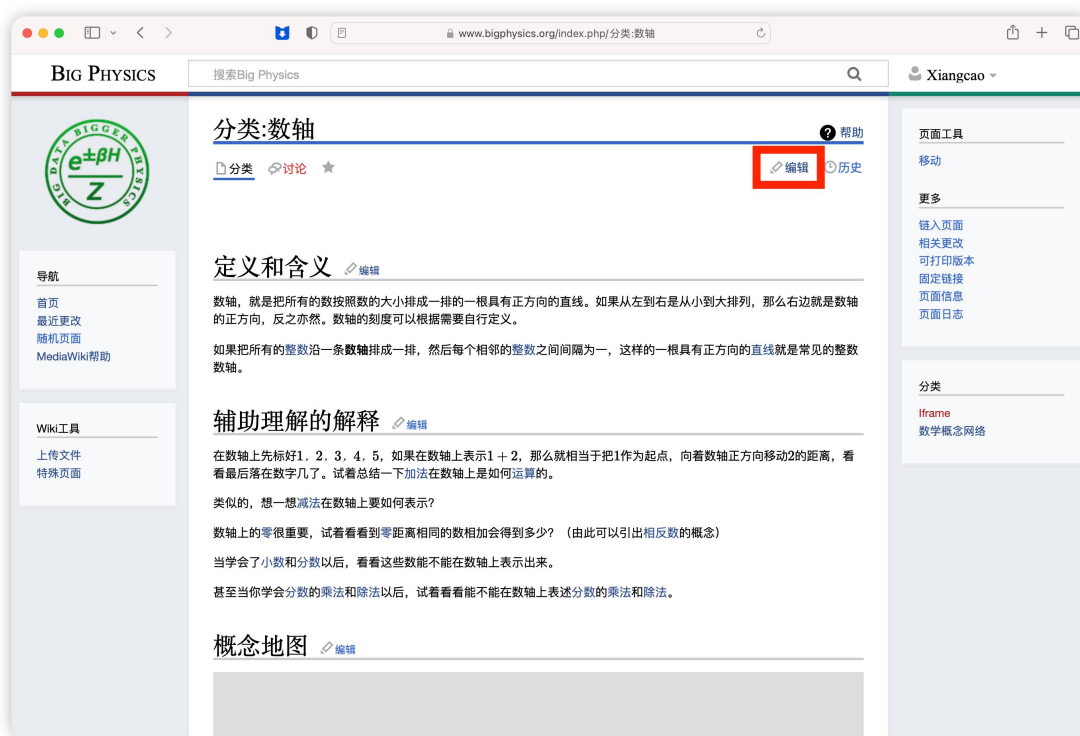 www.bigphysics.org/index.php/分类:数轴
BIG PHYSICS
搜索Big Physics
Xiangcao
BIG DATA BIGGER PHYSICS
e±βH
Z
分类:数轴
帮助
分类
讨论
编辑
历史
导航
首页
最近更改
随机页面
MediaWiki帮助
Wiki工具
上传文件
特殊页面
定义和含义 编辑
数轴，就是把所有的数按照数的大小排成一排的一根具有正方向的直线。如果从左到右是从小到大排列，那么右边就是数轴
的正方向，反之亦然。数轴的刻度可以根据需要自行定义。
如果把所有的整数沿一条数轴排成一排，然后每个相邻的整数之间间隔为一，这样的一根具有正方向的直线就是常见的整数
数轴。
辅助理解的解释 编辑
在数轴上先标好1，2，3，4，5，如果在数轴上表示1 + 2，那么就相当于把1作为起点，向着数轴正方向移动2的距离，看
看最后落在数字几了。试着总结一下加法在数轴上是如何运算的。
类似的，想一想减法在数轴上要如何表示？
数轴上的零很重要，试着看看到零距离相同的数相加会得到多少？（由此可以引出相反数的概念）
当学会了小数和分数以后，看看这些数能不能在数轴上表示出来。
甚至当你学会分数的乘法和除法以后，试着看看能不能在数轴上表述分数的乘法和除法。
概念地图 编辑
页面工具
移动
更多
链入页面
相关更改
可打印版本
固定链接
页面信息
页面日志
分类
Iframe
数学概念网络